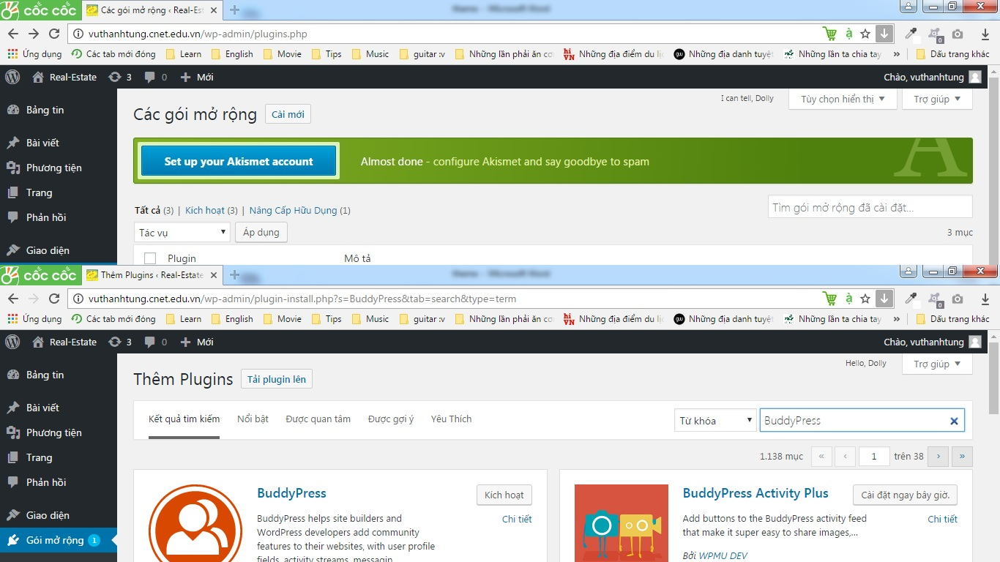 cốc cốc
Các gói mở rộng ‹ Real-Est
theme - Microsoft Word
vuthanhtung.cnet.edu.vn/wp-admin/plugins.php
Ứng dụng Các tab mới đóng Learn English Movie Tips Music guitar :v Những lần phải ăn cơ Những địa điểm du lịc Những địa danh tuyệt Những lần ta chia tay » Dấu trang khác
Real-Estate 3 0 Mới Chào, vuthanhtung
I can tell, Dolly Tùy chọn hiển thị Trợ giúp
Bảng tin
Bài viết
Phương tiện
Trang
Phản hồi
Giao diện
Các gói mở rộng Cài mới
Set up your Akismet account Almost done - configure Akismet and say goodbye to spam
Tất cả (3) | Kích hoạt (3) | Nâng Cấp Hữu Dụng (1) Tìm gói mở rộng đã cài đặt...
Tác vụ Áp dụng 3 mục
Plugin Mô tả
cốc cốc
Thêm Plugins ‹ Real-Estate
theme - Microsoft Word
vuthanhtung.cnet.edu.vn/wp-admin/plugin-install.php?s=BuddyPress&tab=search&type=term
Ứng dụng Các tab mới đóng Learn English Movie Tips Music guitar :v Những lần phải ăn cơ Những địa điểm du lịc Những địa danh tuyệt Những lần ta chia tay » Dấu trang khác
Real-Estate 3 0 Mới Chào, vuthanhtung
Hello, Dolly Trợ giúp
Bảng tin
Bài viết
Phương tiện
Trang
Phản hồi
Giao diện
Gói mở rộng 1
Thêm Plugins Tải plugin lên
Kết quả tìm kiếm Nổi bật Được quan tâm Được gợi ý Yêu Thích Từ khóa BuddyPress
1.138 mục « ‹ 1 trên 38 › »
BuddyPress Kích hoạt
Chi tiết
BuddyPress helps site builders and
WordPress developers add community
features to their websites, with user profile
fields, activity streams, messagin
BuddyPress Activity Plus Cài đặt ngay bây giờ.
Chi tiết
Add buttons to the BuddyPress activity feed
that make it super easy to share images,...
Bởi WPMU DEV